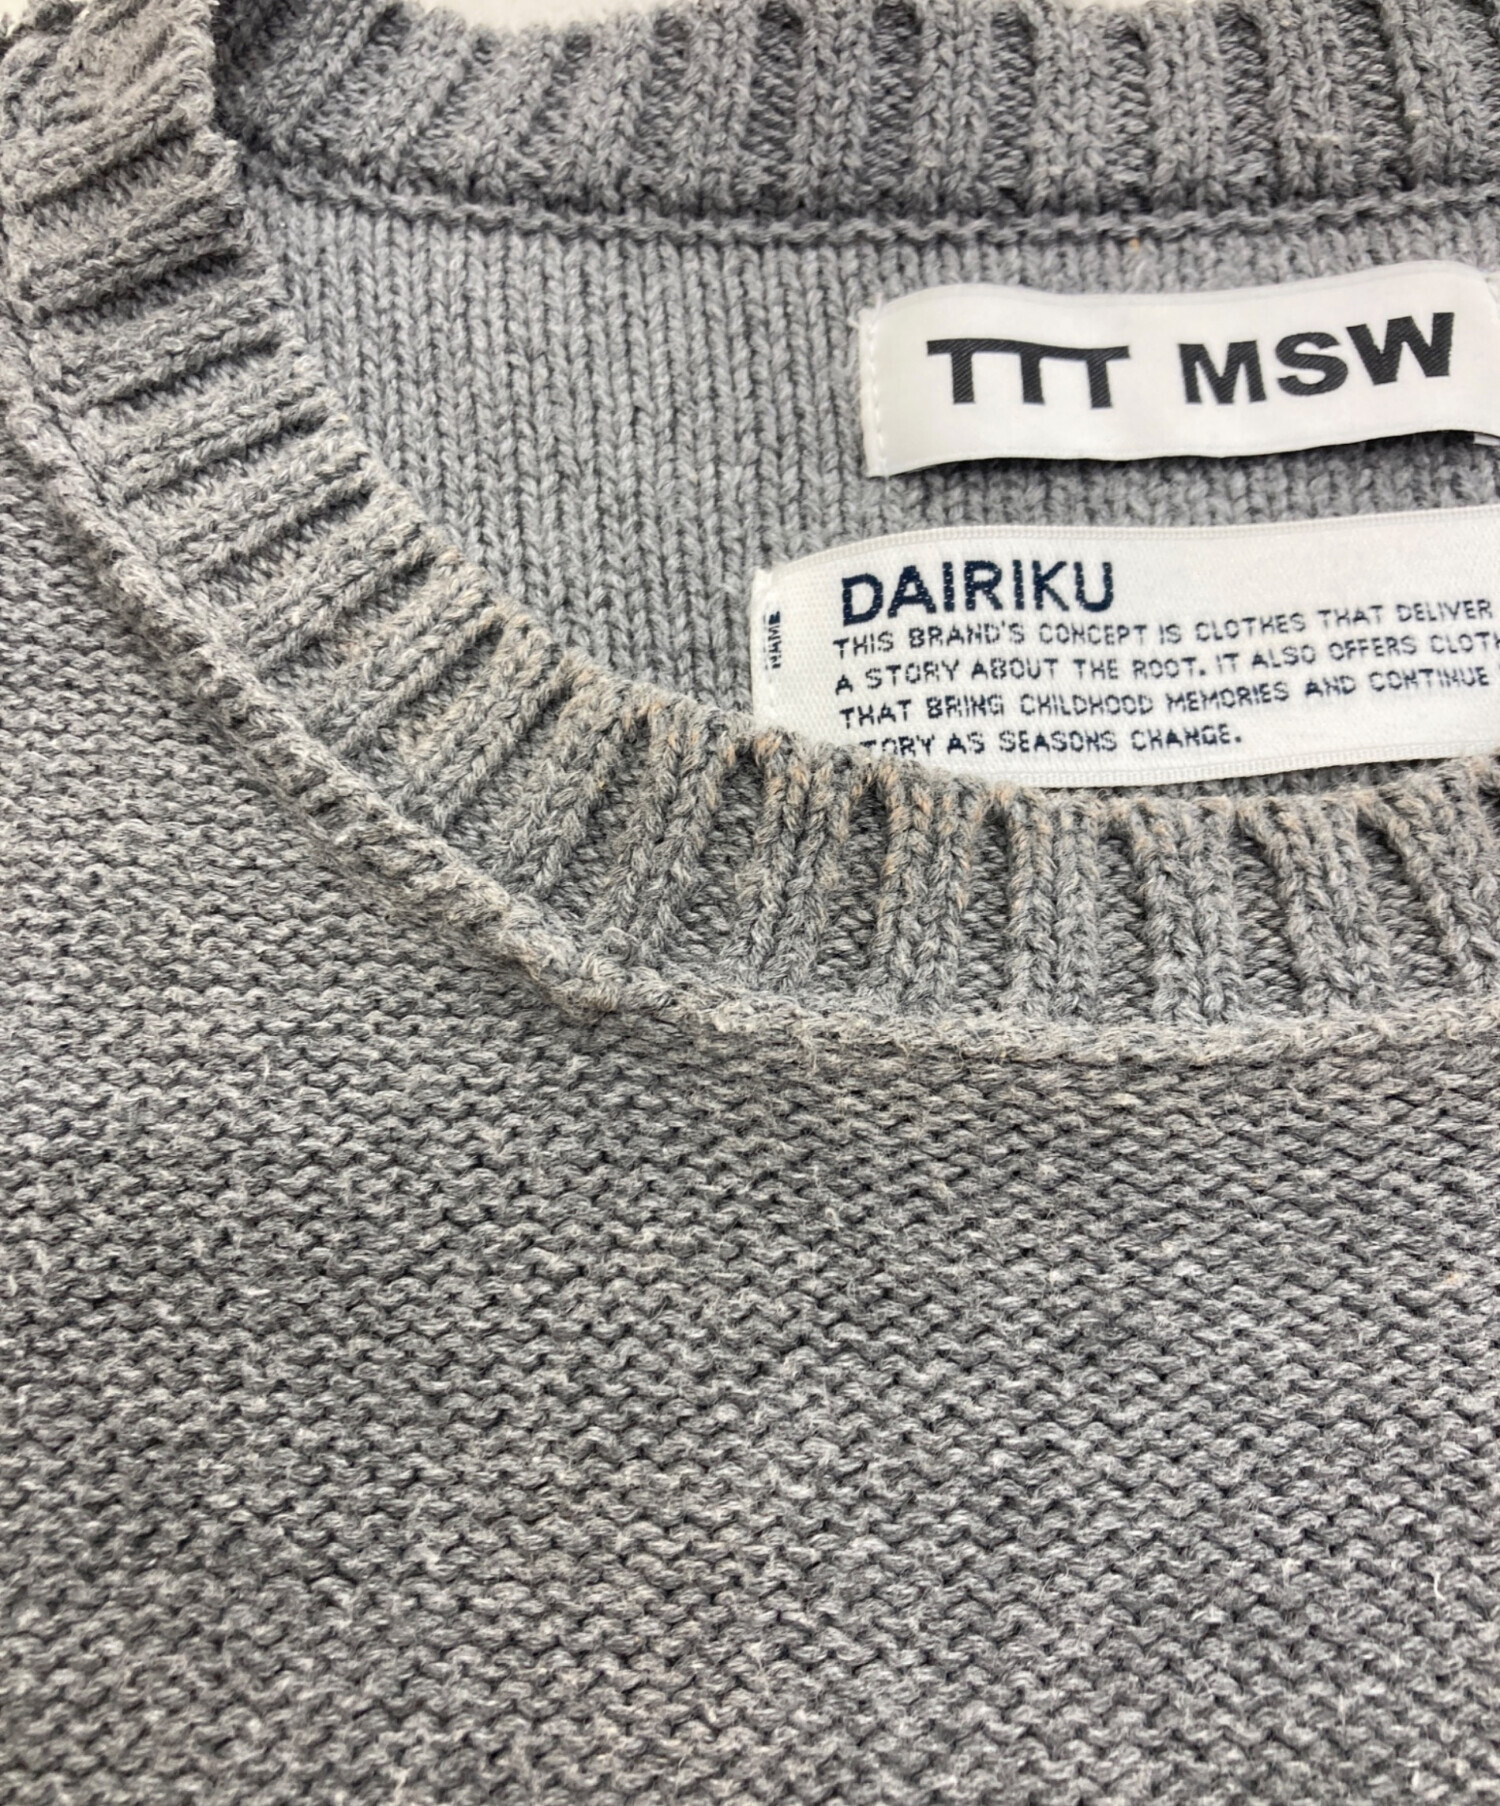 TTT MSW
DAIRIKU
NAME
THIS BRAND'S CONCEPT IS CLOTHES THAT DELIVER
A STORY ABOUT THE ROOT. IT ALSO OFFERS CLOTH
THAT BRING CHILDHOOD MEMORIES AND CONTINUE
TORY AS SEASONS CHANGE.